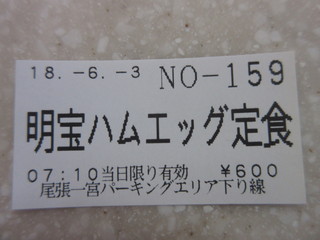 18.-6.-3 NO-159
明宝ハムエッグ定食
07:10当日限り有効 ¥600
尾張一宮パーキングエリア下り線